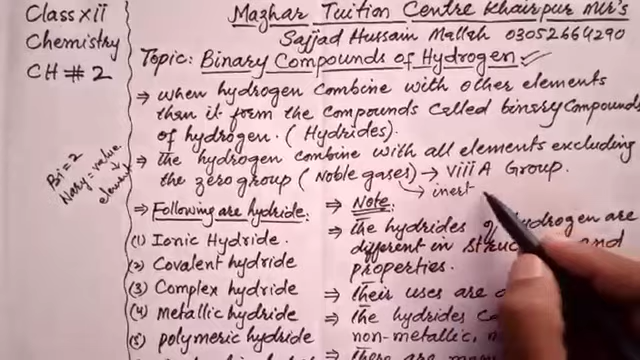 Class xii
Chemistry
CH # 2
Mazhar Tuition Centre Khairpur Mir's
Sajjad Hussain Mallah 03052664290
Topic: Binary Compounds of Hydrogen
⇒ when hydrogen combine with other elements
then it form the compounds called binary compounds
of hydrogen. (Hydrides).
⇒ the hydrogen combine with all elements excluding
the zero group (Noble gases) → VIII A Group.
→ inert
Bi = 2
Nary = value
↓
element
⇒ Following are hydride:
(1) Ionic Hydride.
(2) Covalent hydride
(3) Complex hydride
(4) Metallic hydride
(5) polymeric hydride
⇒ Note:
⇒ the hydrides of hydrogen are
different in and
properties.
⇒ their uses are
⇒ the hydrides
non-metallic,
⇒ there are